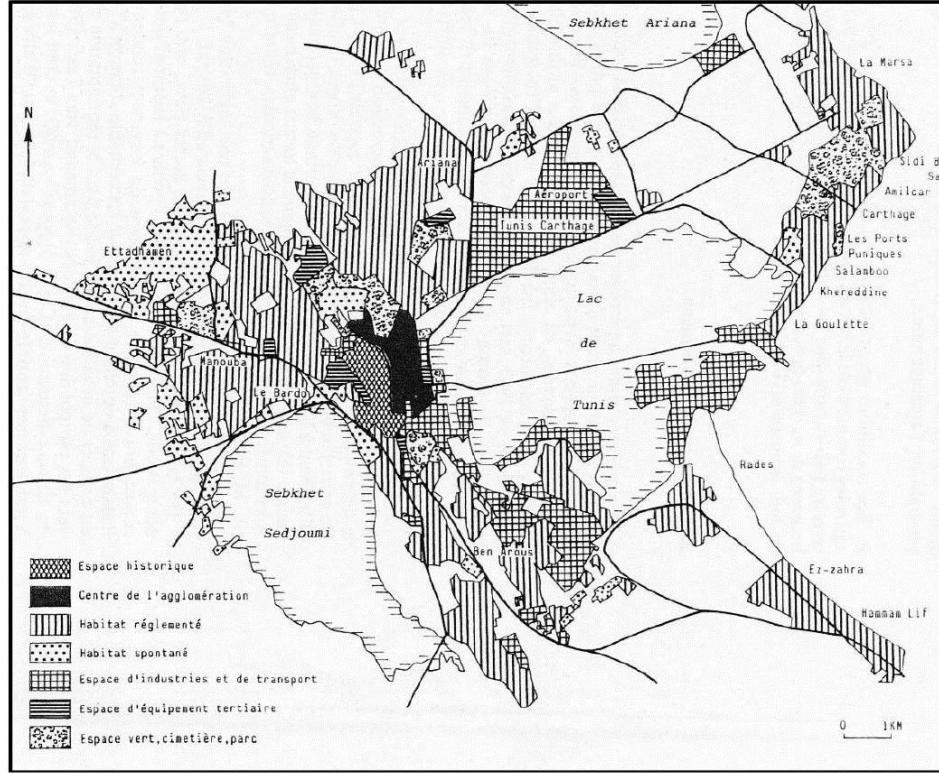 Sebkhet Ariana
La Marsa
N
Ariana
Sidi B
Sa
Aéroport
Amilcar
Tunis Carthage
Carthage
Ettadhamen
Les Ports
Puniques
Salamboo
Lac
Khereddine
de
La Goulette
Manouba
Le Bardo
Tunis
Rades
Sebkhet
Sedjoumi
Ben Arous
Ez-zahra
Hammam Lif
Espace historique
Centre de l'agglomération
Habitat réglementé
Habitat spontané
Espace d'industries et de transport
Espace d'équipement tertiaire
Espace vert,cimetière,parc
0 1KM